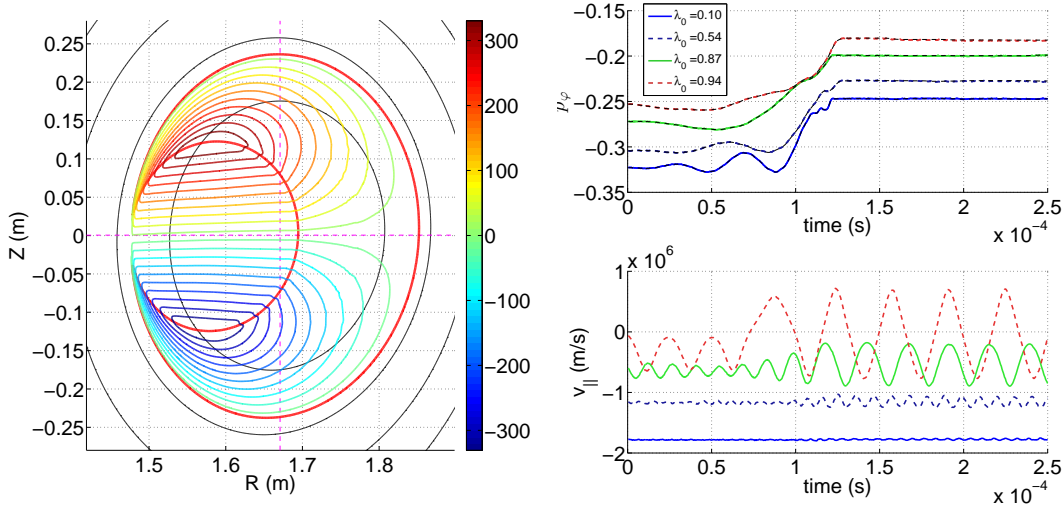 0.25
0.2
0.15
0.1
0.05
0
−0.05
−0.1
−0.15
−0.2
−0.25
Z (m)
1.5 1.6 1.7 1.8
R (m)
300
200
100
0
−100
−200
−300
−0.15
−0.2
−0.25
−0.3
−0.35
pφ
λ0=0.10
λ0=0.54
λ0=0.87
λ0=0.94
0 0.5 1 1.5 2 2.5
time (s)
x 10−4
x 106
1
0
−1
−2
v|| (m/s)
0 0.5 1 1.5 2 2.5
time (s)
x 10−4